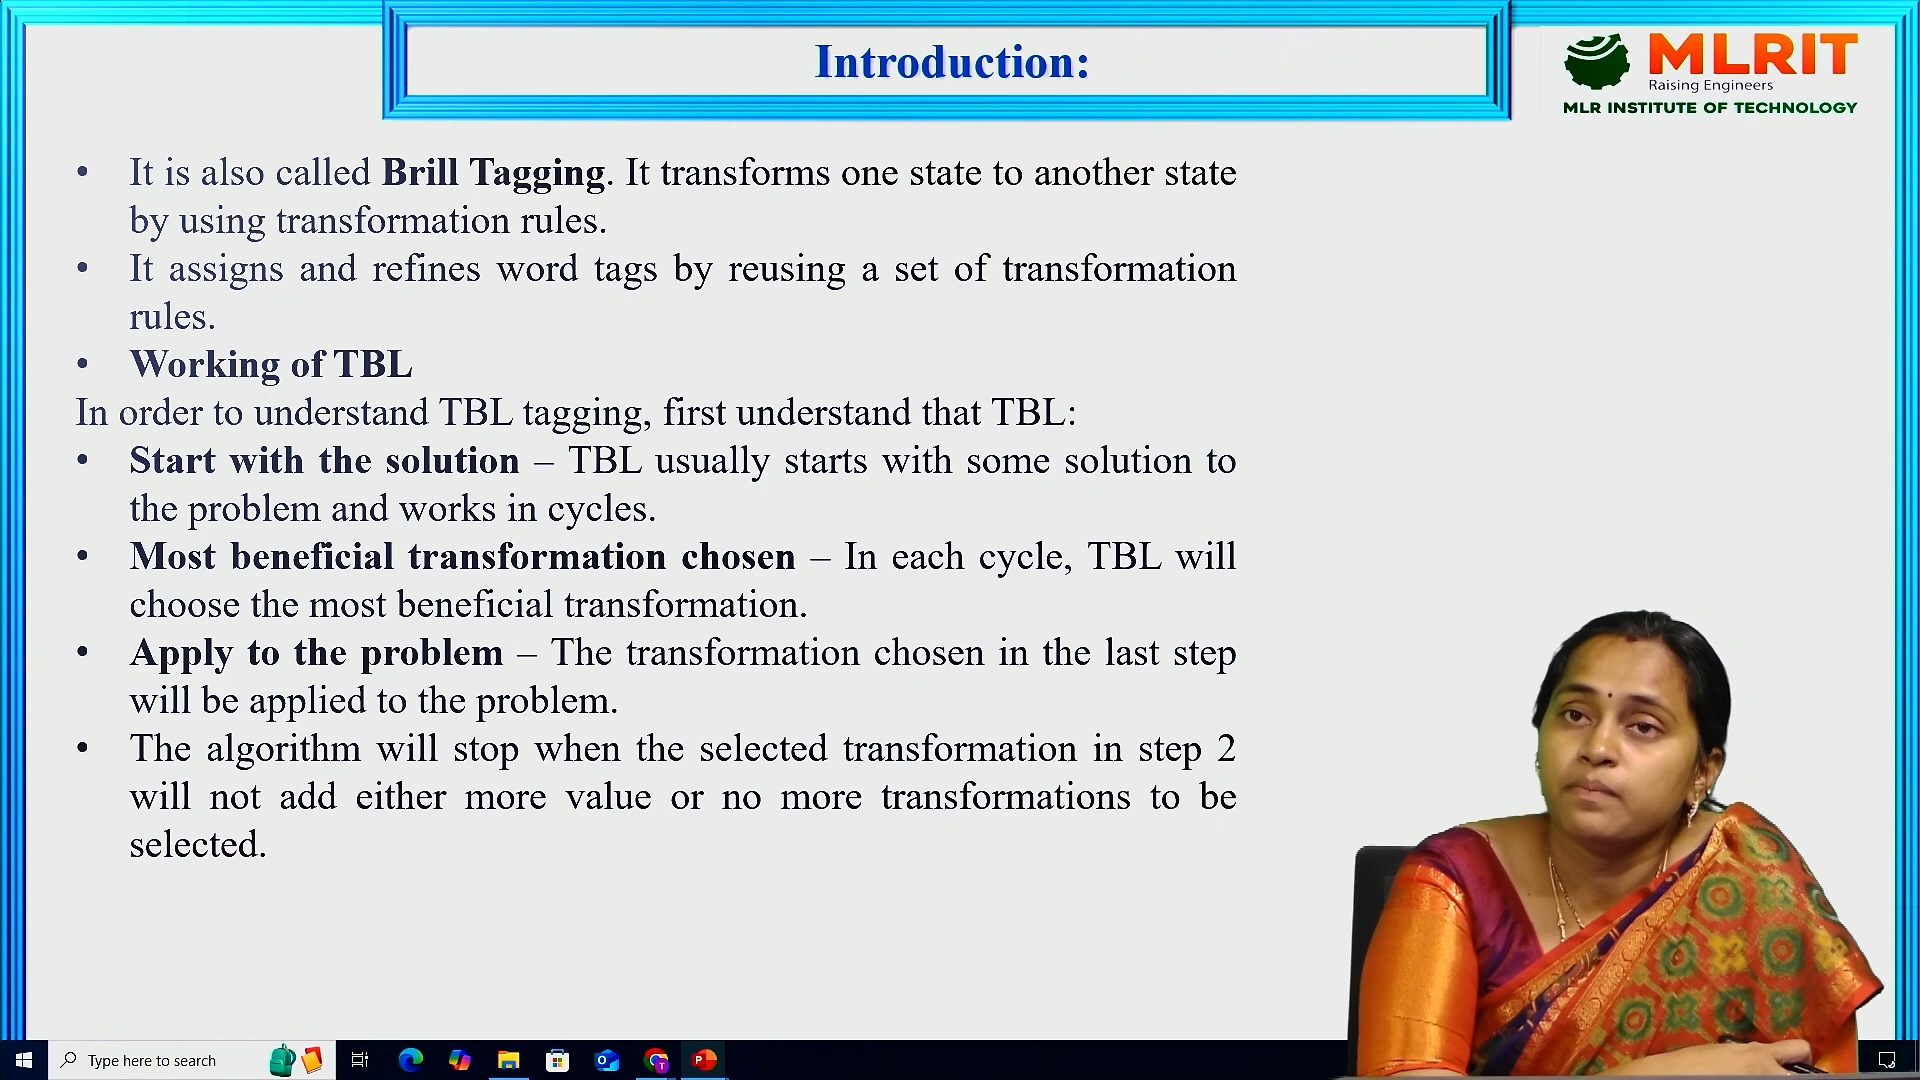 Introduction:
MLRIT
Raising Engineers
MLR INSTITUTE OF TECHNOLOGY
• It is also called Brill Tagging. It transforms one state to another state
by using transformation rules.
• It assigns and refines word tags by reusing a set of transformation
rules.
• Working of TBL
In order to understand TBL tagging, first understand that TBL:
• Start with the solution – TBL usually starts with some solution to
the problem and works in cycles.
• Most beneficial transformation chosen – In each cycle, TBL will
choose the most beneficial transformation.
• Apply to the problem – The transformation chosen in the last step
will be applied to the problem.
• The algorithm will stop when the selected transformation in step 2
will not add either more value or no more transformations to be
selected.
Type here to search